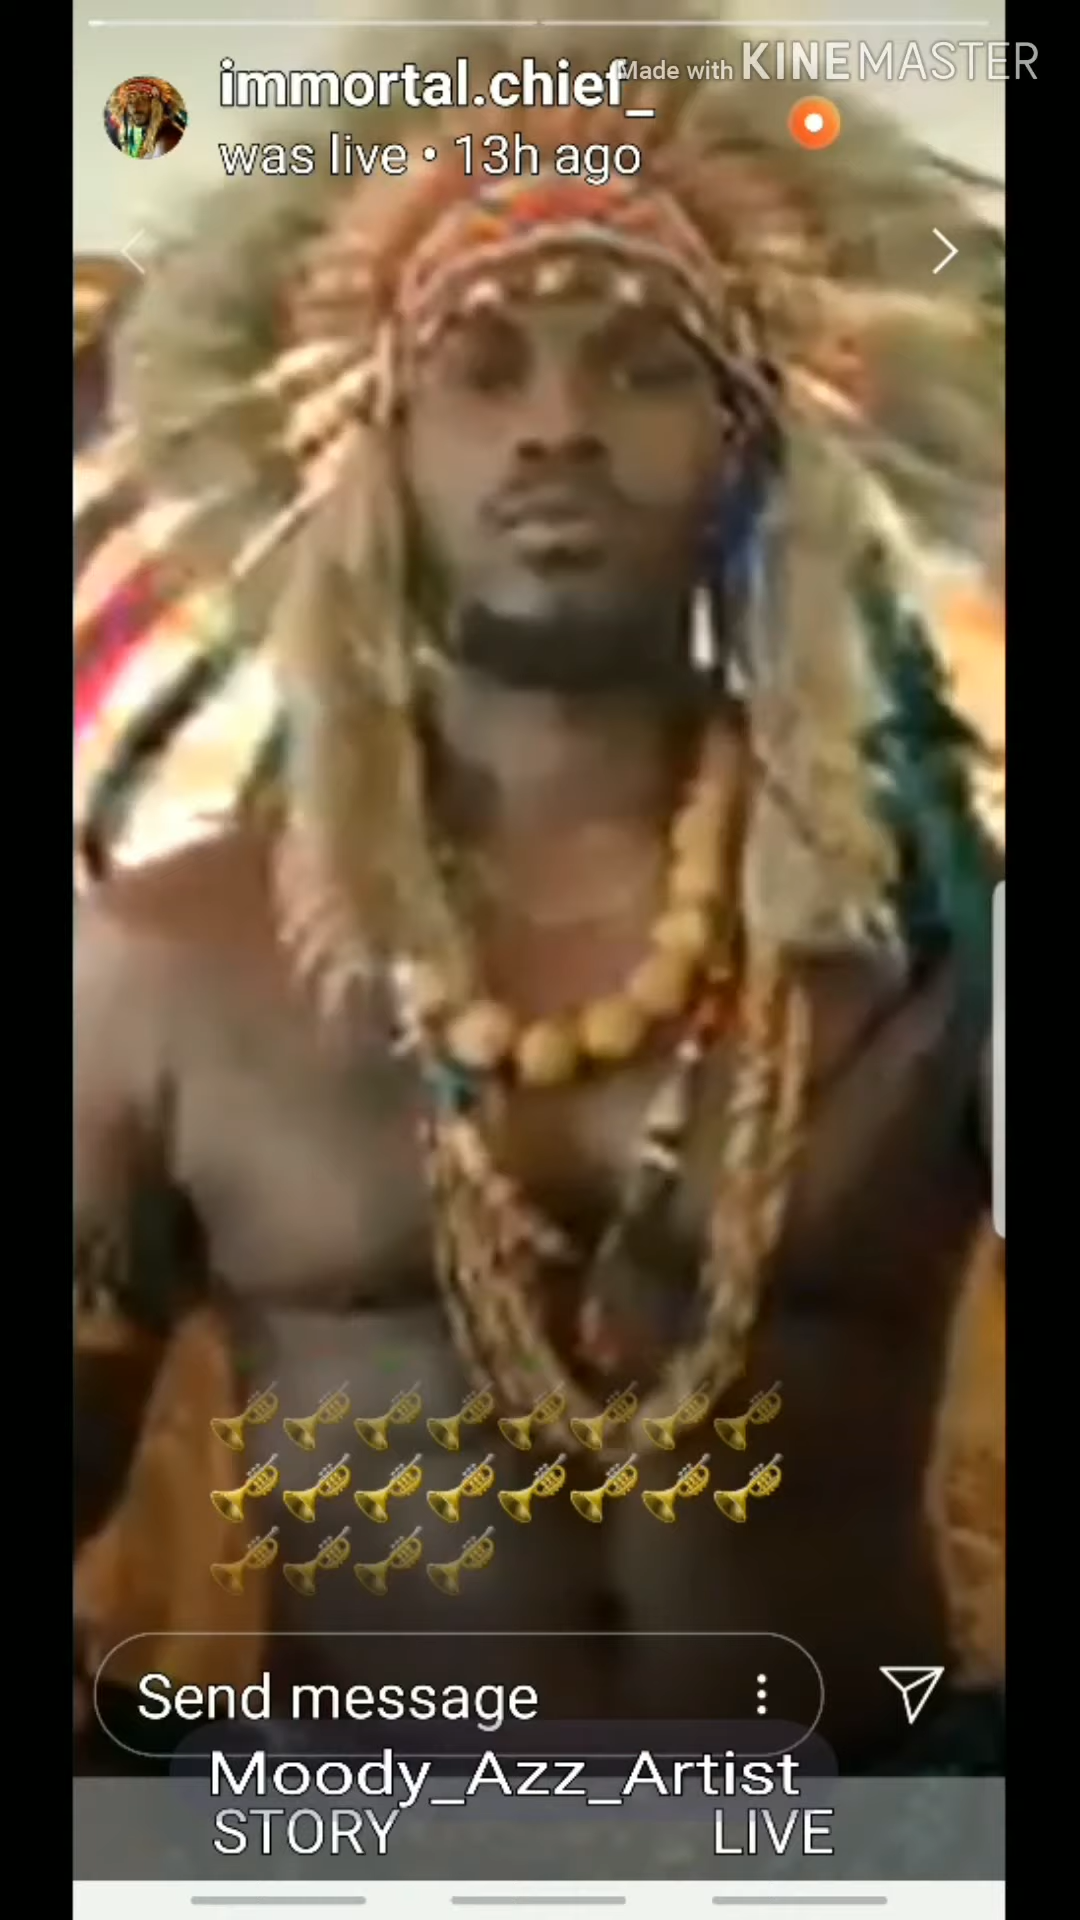 Made with KINEMASTER
immortal.chief_
was live • 13h ago
Send message
Moody_Azz_Artist
STORY LIVE